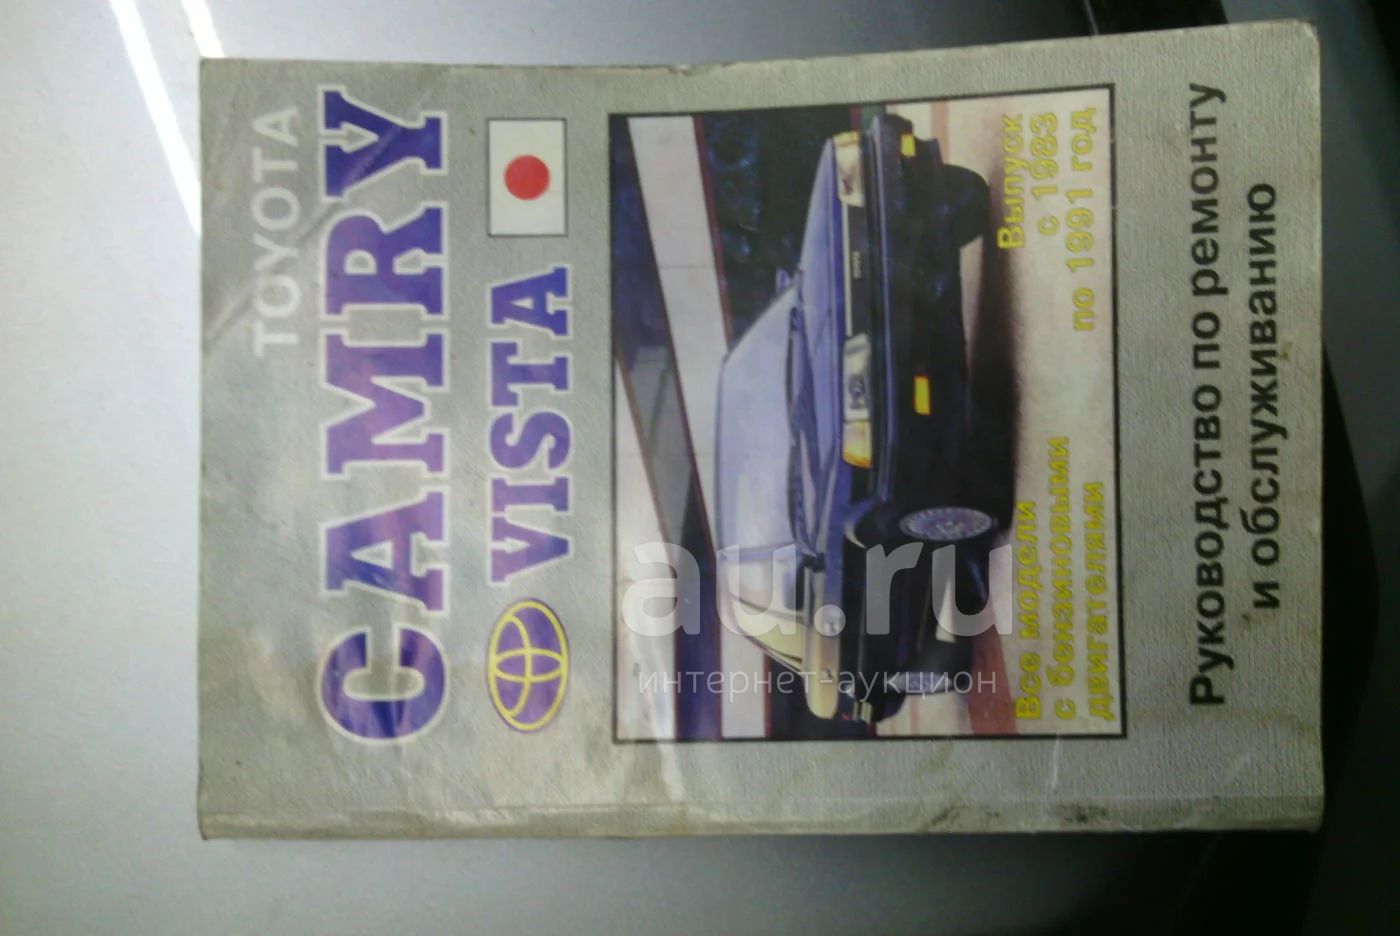 TOYOTA
CAMRY
VISTA
Выпуск
с 1983
по 1991 год
Все модели
с бензиновыми
двигателями
Руководство по ремонту
и обслуживанию
au.ru
интернет-аукцион